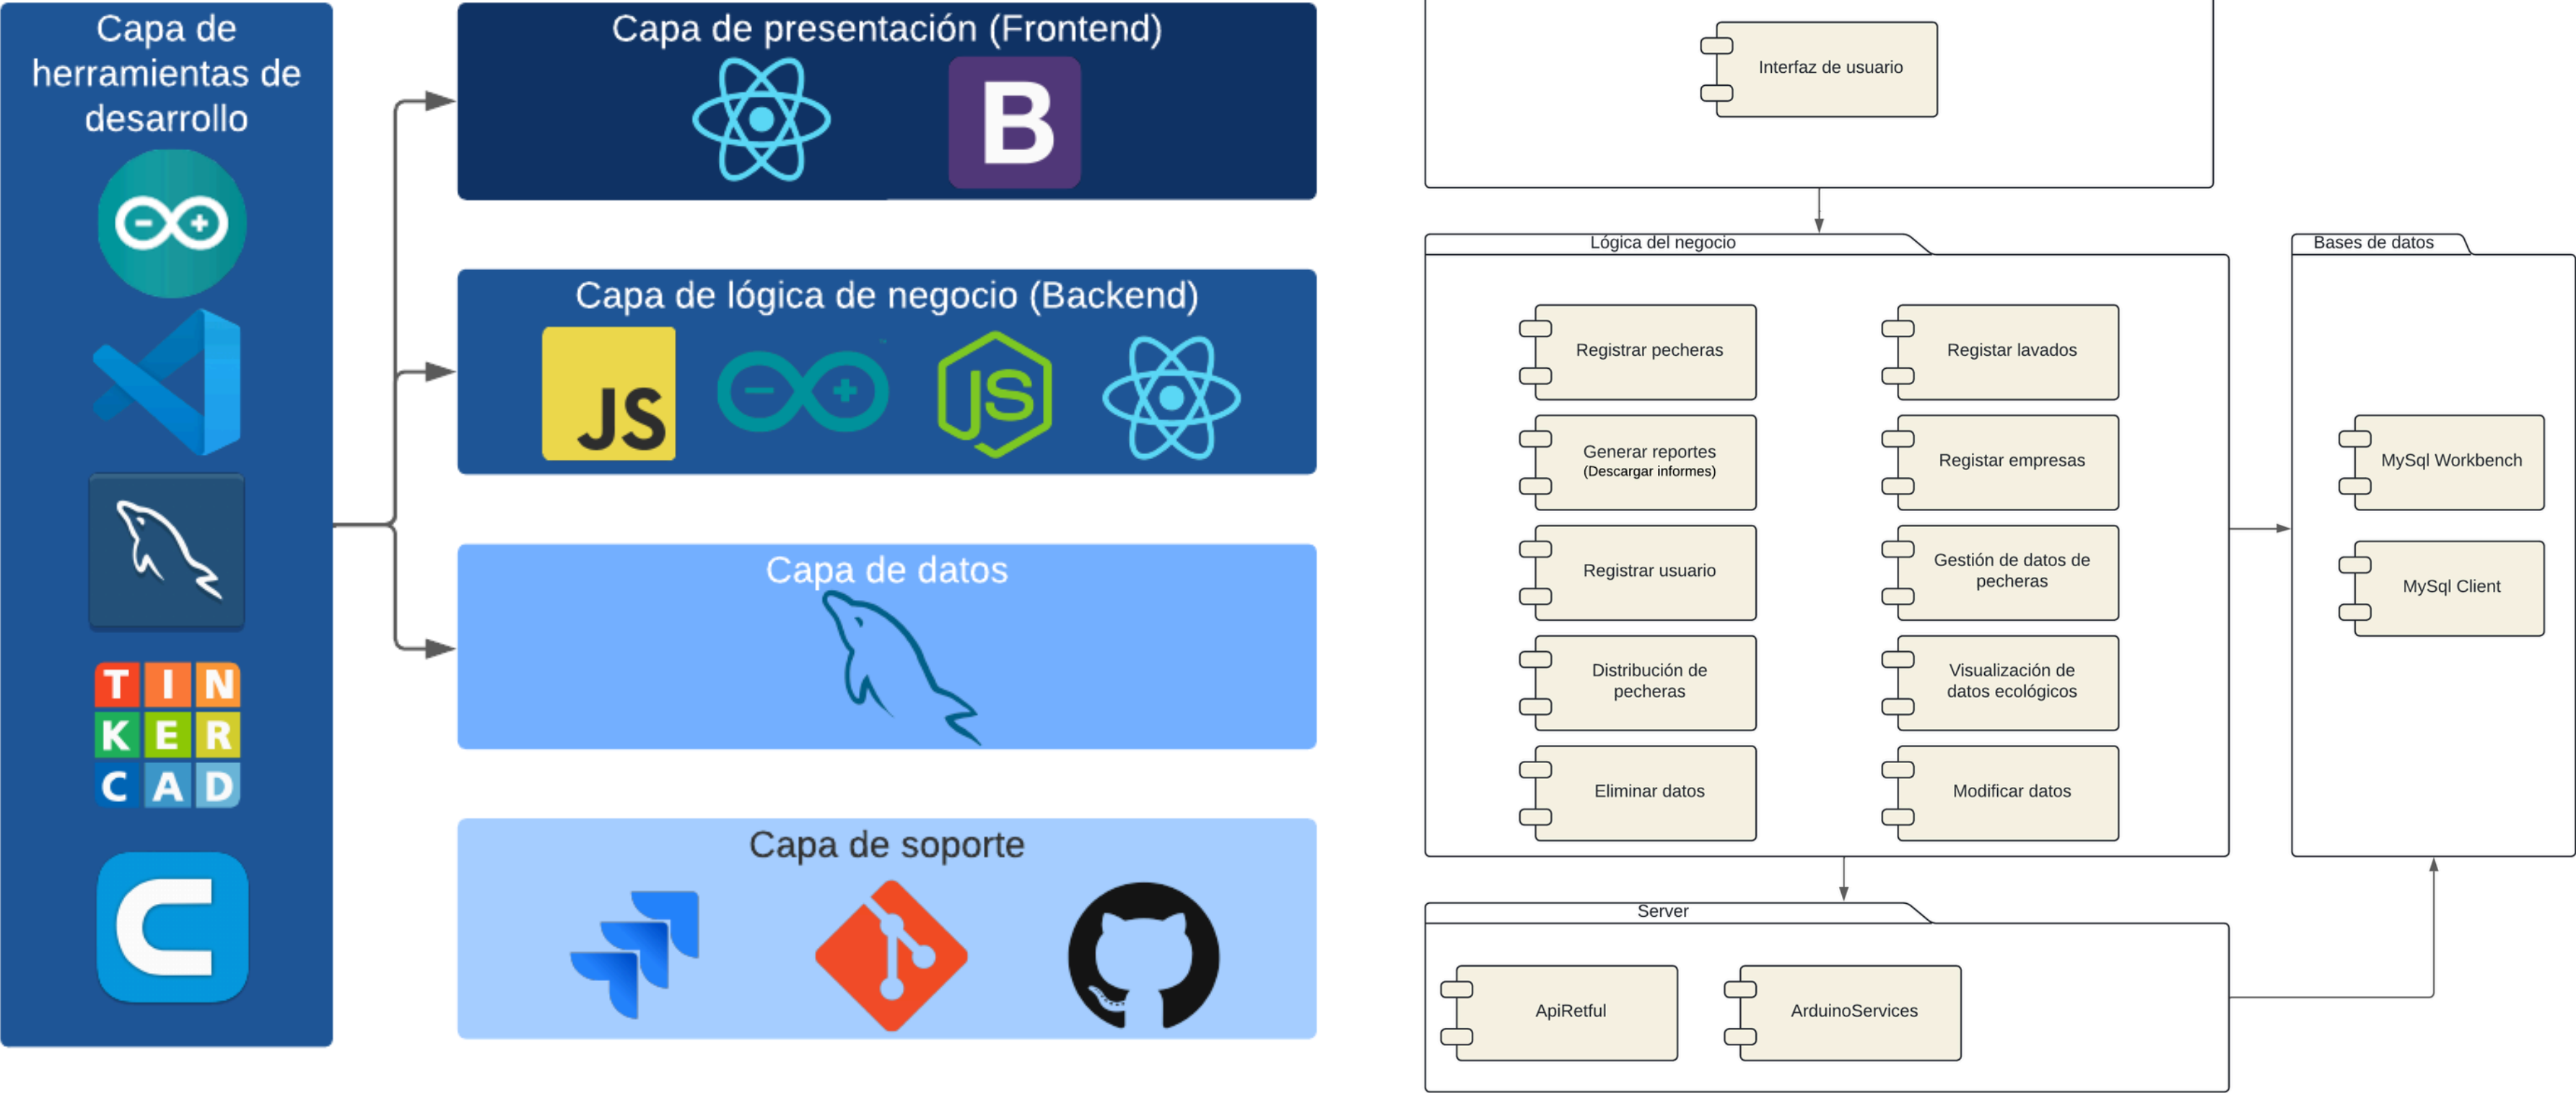 Capa de
herramientas de
desarrollo
TIN
KER
CAD
Capa de presentación (Frontend)
B
Capa de lógica de negocio (Backend)
JS
JS
Capa de datos
Capa de soporte
Interfaz de usuario
Lógica del negocio
Registrar pecheras
Registar lavados
Generar reportes
(Descargar informes)
Registar empresas
Registrar usuario
Gestión de datos de
pecheras
Distribución de
pecheras
Visualización de
datos ecológicos
Eliminar datos
Modificar datos
Bases de datos
MySql Workbench
MySql Client
Server
ApiRetful
ArduinoServices